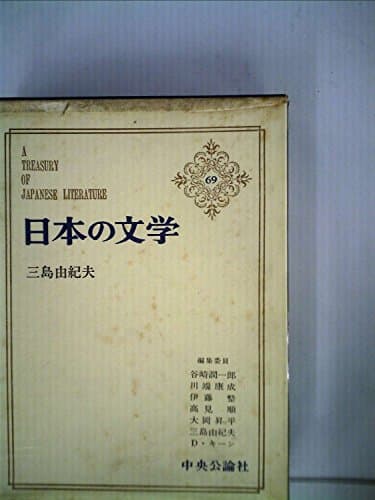 A
TREASURY
OF
JAPANESE LITERATURE
69
日本の文学
三島由紀夫
編集委員
谷崎潤一郎
川端康成
伊藤整
高見順
大岡昇平
三島由紀夫
D・キーン
中央公論社